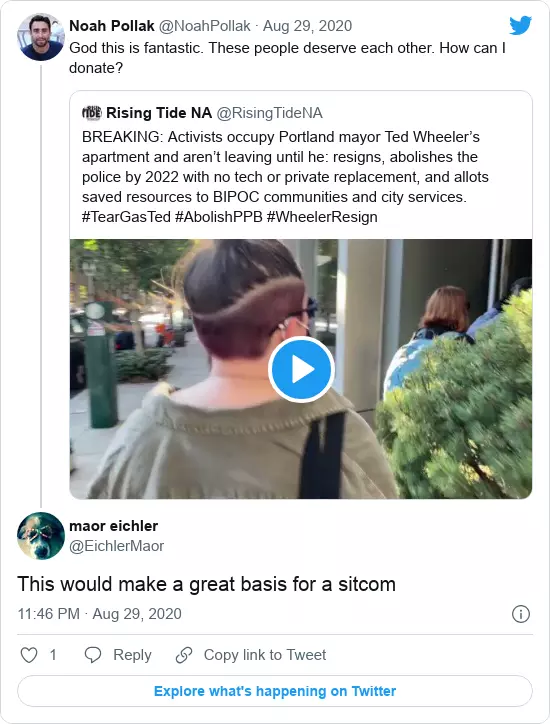 Noah Pollak @NoahPollak · Aug 29, 2020
God this is fantastic. These people deserve each other. How can I
donate?
Rising Tide NA @RisingTideNA
BREAKING: Activists occupy Portland mayor Ted Wheeler’s
apartment and aren’t leaving until he: resigns, abolishes the
police by 2022 with no tech or private replacement, and allots
saved resources to BIPOC communities and city services.
#TearGasTed #AbolishPPB #WheelerResign
maor eichler
@EichlerMaor
This would make a great basis for a sitcom
11:46 PM · Aug 29, 2020
1 Reply Copy link to Tweet
Explore what's happening on Twitter